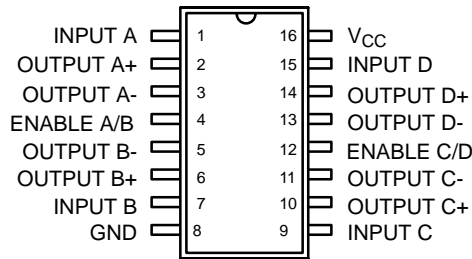 INPUT A 1 16 VCC
OUTPUT A+ 2 15 INPUT D
OUTPUT A- 3 14 OUTPUT D+
ENABLE A/B 4 13 OUTPUT D-
OUTPUT B- 5 12 ENABLE C/D
OUTPUT B+ 6 11 OUTPUT C-
INPUT B 7 10 OUTPUT C+
GND 8 9 INPUT C